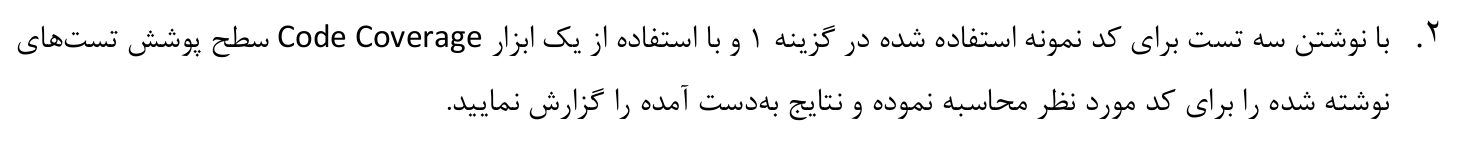 ۲. با نوشتن سه تست برای کد نمونه استفاده شده در گزینه ۱ و با استفاده از یک ابزار Code Coverage سطح پوشش تست‌های
نوشته شده را برای کد مورد نظر محاسبه نموده و نتایج به‌دست آمده را گزارش نمایید.